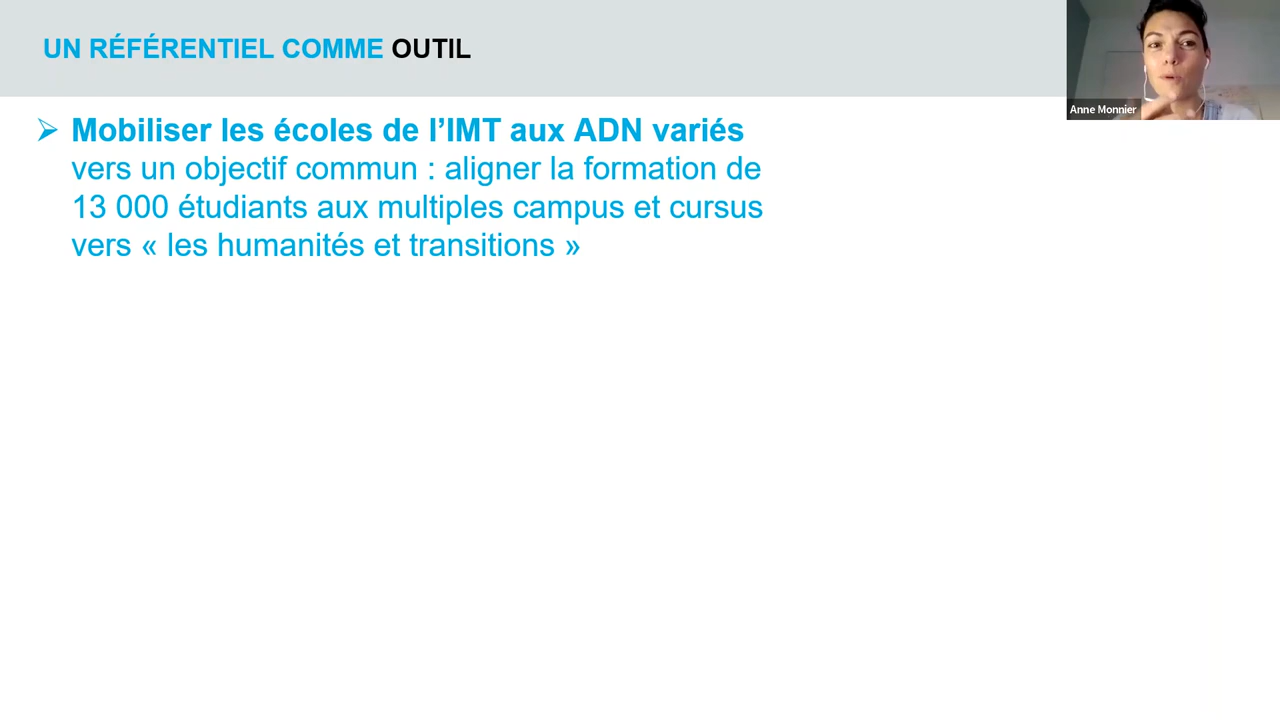 UN RÉFÉRENTIEL COMME OUTIL
Anne Monnier
➢ Mobiliser les écoles de l’IMT aux ADN variés
vers un objectif commun : aligner la formation de
13 000 étudiants aux multiples campus et cursus
vers « les humanités et transitions »